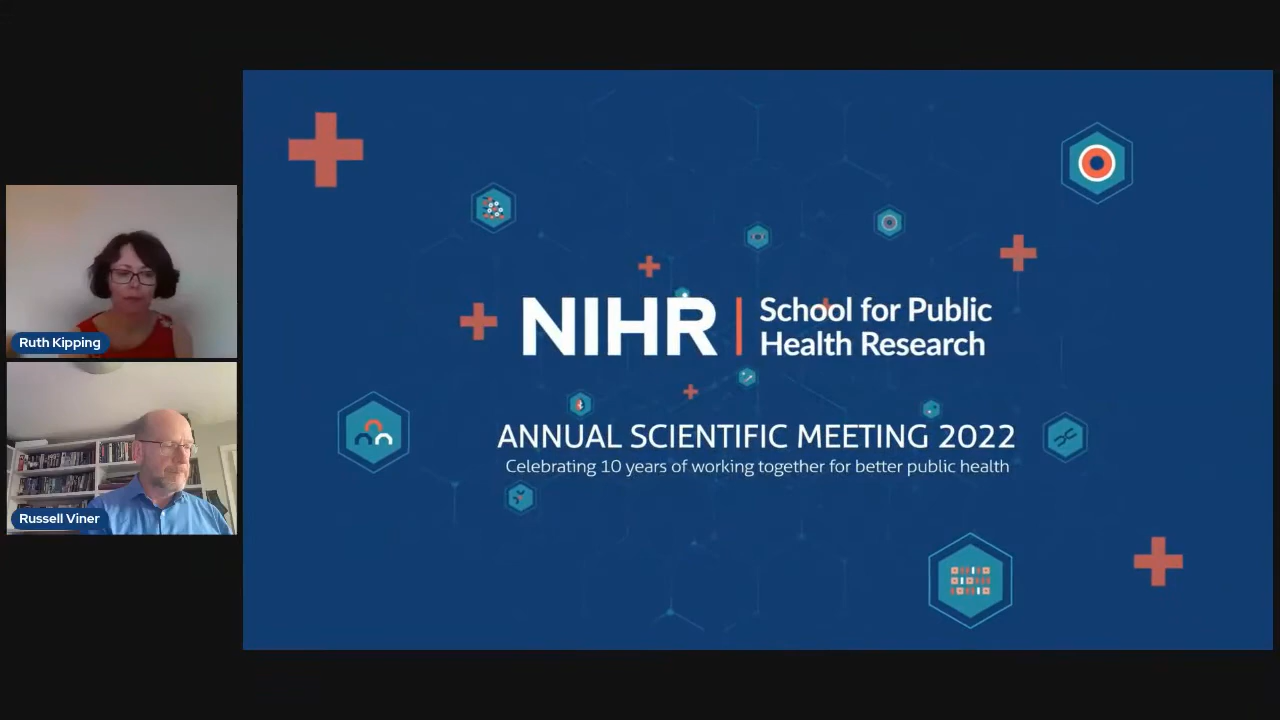 Ruth Kipping
Russell Viner
NIHR | School for Public
Health Research
ANNUAL SCIENTIFIC MEETING 2022
Celebrating 10 years of working together for better public health